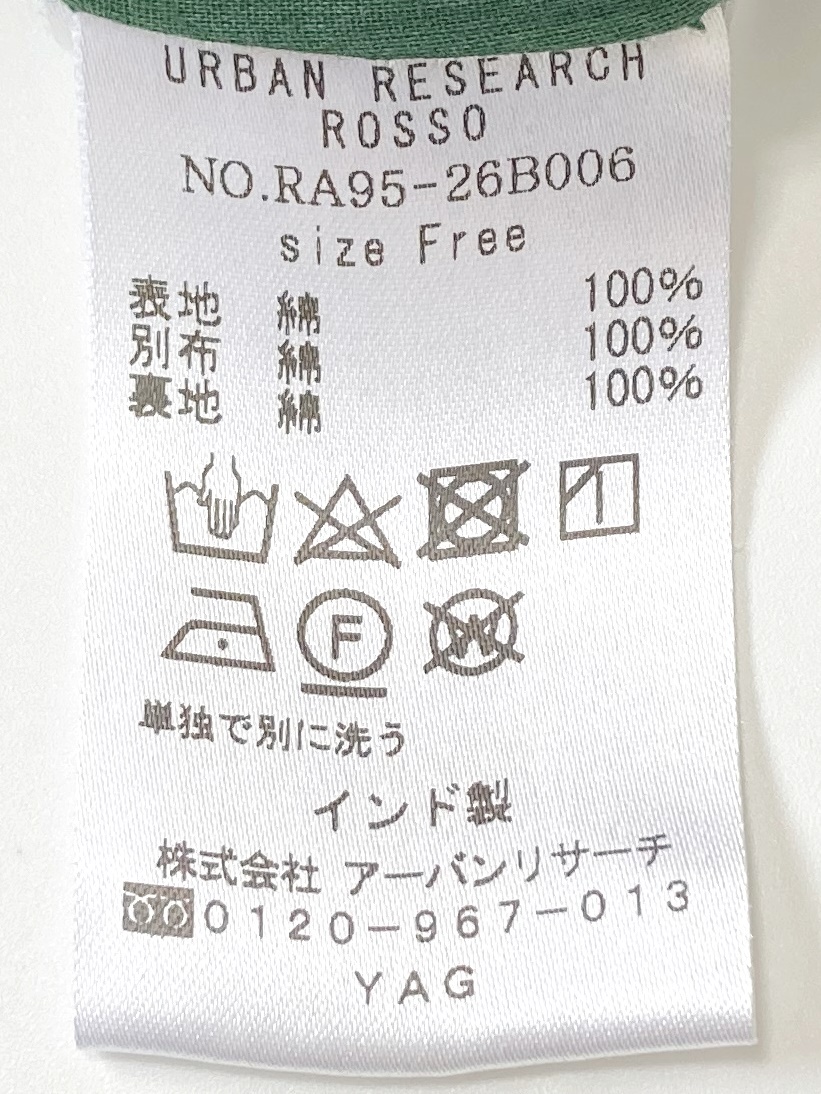 URBAN RESEARCH
ROSSO
NO.RA95-26B006
size Free
表地 綿 100%
別布 綿 100%
裏地 綿 100%
F W
単独で別に洗う
インド製
株式会社 アーバンリサーチ
0120-967-013
YAG